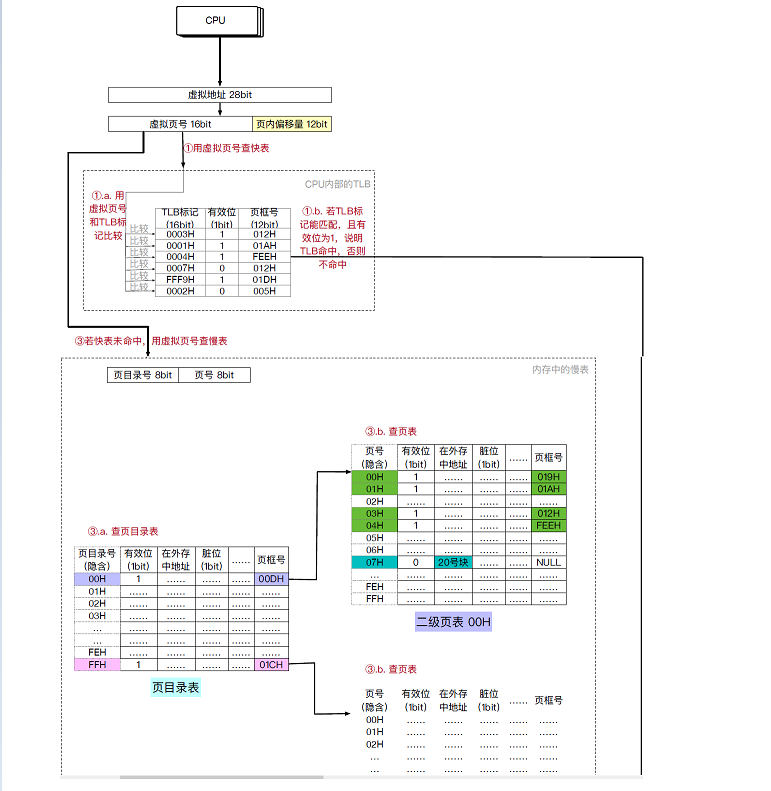 CPU
虚拟地址 28bit
虚拟页号 16bit 页内偏移量 12bit
①用虚拟页号查快表
CPU内部的TLB
①.a. 用
虚拟页号
和TLB标
记比较
比较
比较
比较
比较
比较
比较
TLB标记 有效位 页框号
(16bit) (1bit) (12bit)
0003H 1 012H
0001H 1 01AH
0004H 1 FEEH
0007H 0 012H
FFF9H 1 01DH
0002H 0 005H
①.b. 若TLB标
记能匹配，且有
效位为1，说明
TLB命中，否则
不命中
③若快表未命中，用虚拟页号查慢表
内存中的慢表
页目录号 8bit 页号 8bit
③.b. 查页表
页号 有效位 在外存 脏位 …… 页框号
(隐含) (1bit) 中地址 (1bit)
00H 1 …… …… …… 019H
01H 1 …… …… …… 01AH
02H …… …… …… …… ……
03H 1 …… …… …… 012H
04H 1 …… …… …… FEEH
05H …… …… …… …… ……
06H …… …… …… …… ……
07H 0 20号块 …… …… NULL
… …… …… …… …… ……
FEH …… …… …… …… ……
FFH …… …… …… …… ……
二级页表 00H
③.a. 查页目录表
页目录号 有效位 在外存 脏位 …… 页框号
(隐含) (1bit) 中地址 (1bit)
00H 1 …… …… …… 00DH
01H …… …… …… …… ……
02H …… …… …… …… ……
03H …… …… …… …… ……
… …… …… …… …… ……
… …… …… …… …… ……
FEH …… …… …… …… ……
FFH 1 …… …… …… 01CH
页目录表
③.b. 查页表
页号 有效位 在外存 脏位 …… 页框号
(隐含) (1bit) 中地址 (1bit)
00H …… …… …… …… ……
01H …… …… …… …… ……
02H …… …… …… …… ……
… …… …… …… …… ……
… …… …… …… …… ……